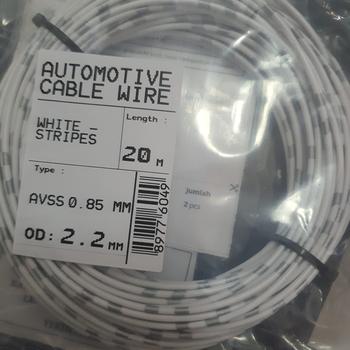 AUTOMOTIVE
CABLE WIRE
WHITE -
STRIPES
Length :
20 M
Type :
AVSS 0.85 MM
OD: 2.2 MM
8977 6049
jumlah
2 pcs